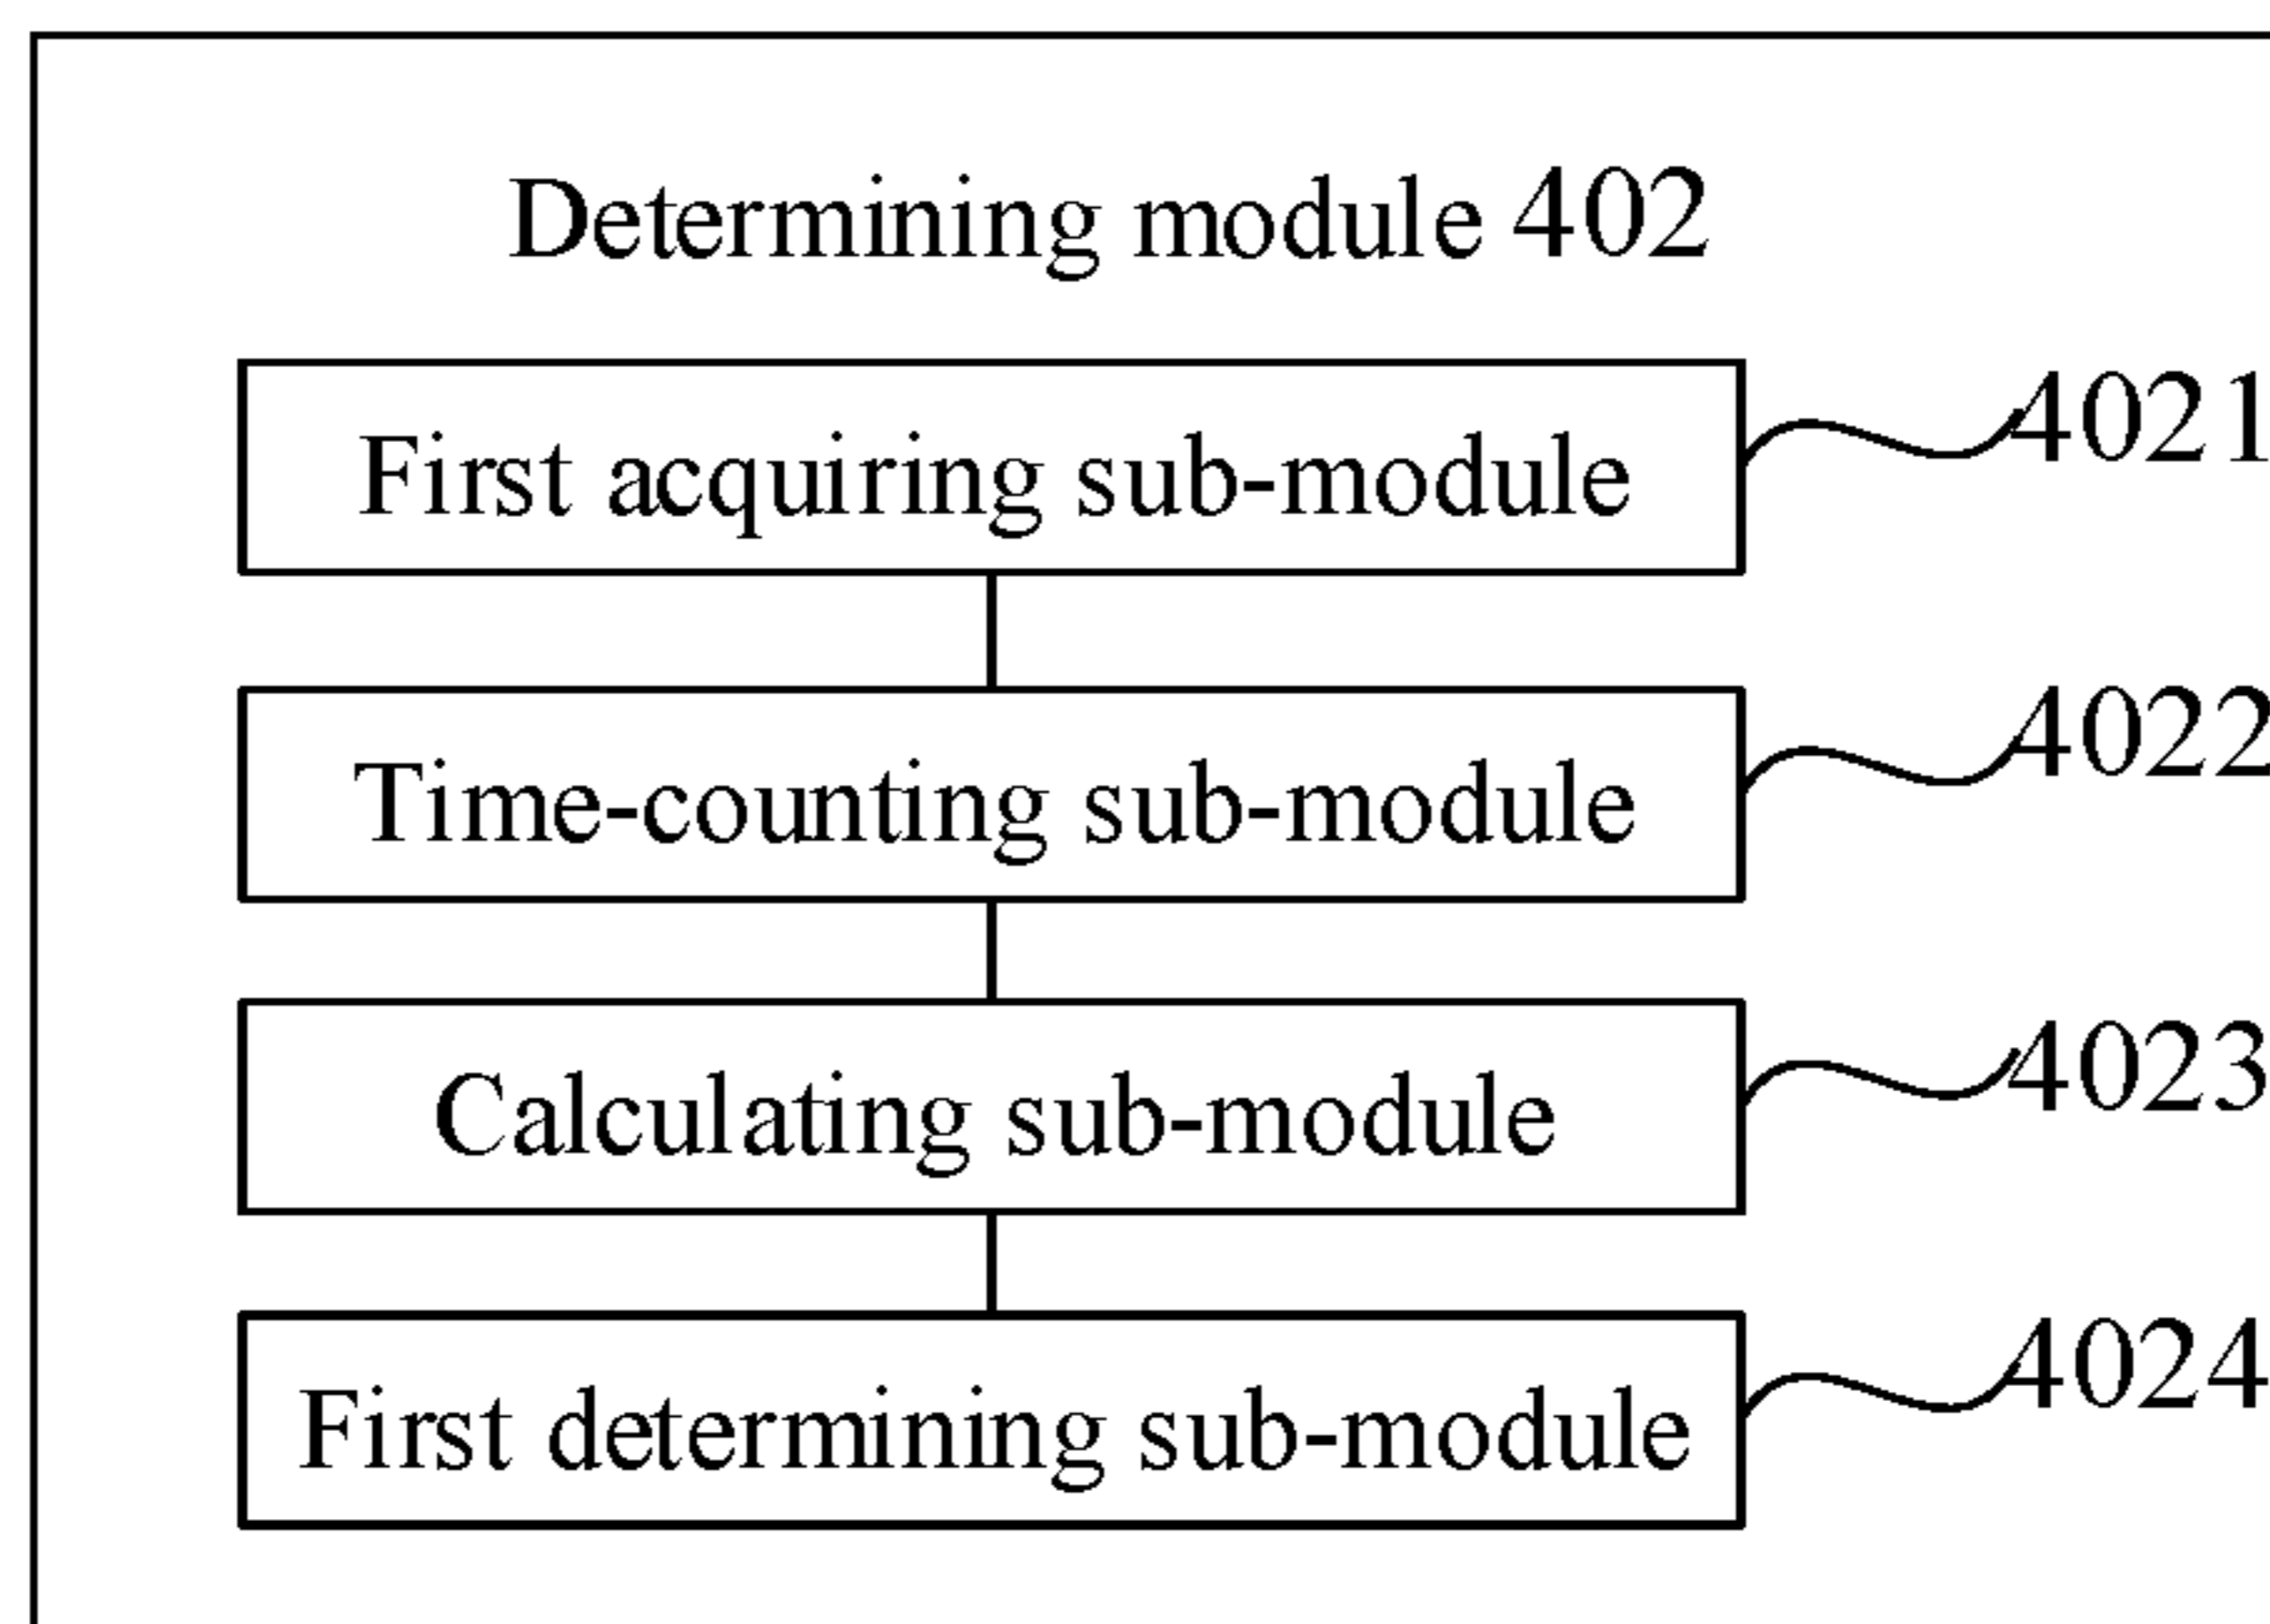 Determining module 402
First acquiring sub-module 4021
Time-counting sub-module 4022
Calculating sub-module 4023
First determining sub-module 4024